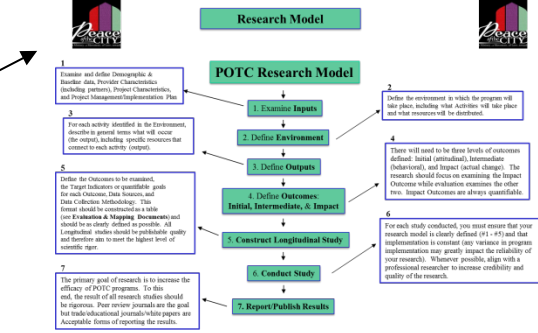 Peace
of the
CITY
Research Model
Peace
of the
CITY
POTC Research Model
1
Examine and define Demographic &
Baseline data, Provider Characteristics
(including partners), Project Characteristics,
and Project Management/Implementation Plan
1. Examine Inputs
2
Define the environment in which the program will
take place, including what Activities will take place
and what resources will be distributed.
2. Define Environment
3
For each activity identified in the Environment,
describe in general terms what will occur
(the output), including specific resources that
connect to each activity (output).
3. Define Outputs
4
There will need to be three levels of outcomes
defined: Initial (attitudinal), Intermediate
(behavioral), and Impact (actual change). The
research should focus on examining the Impact
Outcome while evaluation examines the other
two. Impact Outcomes are always quantifiable.
4. Define Outcomes:
Initial, Intermediate, & Impact
5
Define the Outcomes to be examined,
the Target Indicators or quantifiable goals
for each Outcome, Data Sources, and
Data Collection Methodology. This
format should be constructed as a table
(see Evaluation & Mapping Documents) and
should be as clearly defined as possible. All
Longitudinal studies should be publishable quality
and therefore aim to meet the highest level of
scientific rigor.
5. Construct Longitudinal Study
6
For each study conducted, you must ensure that your
research model is clearly defined (#1 - #5) and that
implementation is constant (any variance in program
implementation may greatly impact the reliability of
your research). Whenever possible, align with a
professional researcher to increase credibility and
quality of the research.
6. Conduct Study
7
The primary goal of research is to increase the
efficacy of POTC programs. To this
end, the result of all research studies should
be rigorous. Peer review journals are the goal
but trade/educational journals/white papers are
Acceptable forms of reporting the results.
7. Report/Publish Results